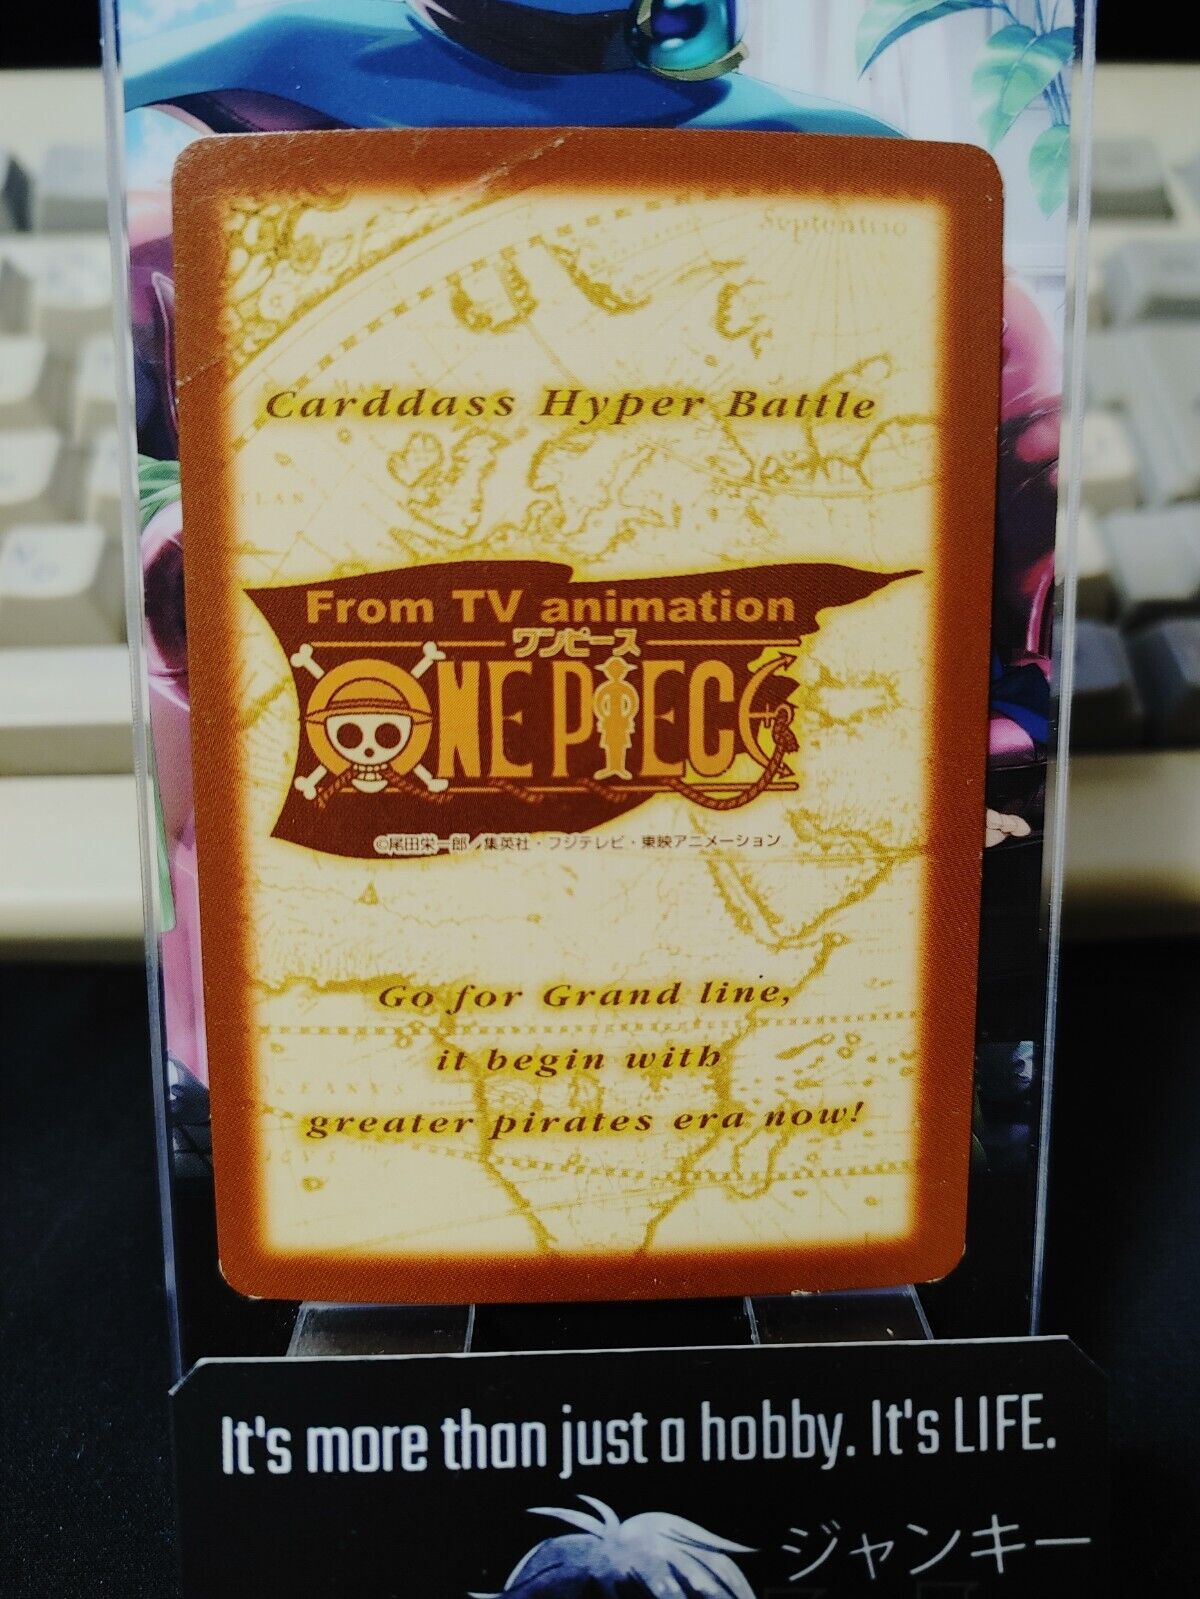 Septentrio
Carddass Hyper Battle
From TV animation
ワンピース
ONE PIECE
©尾田栄一郎／集英社・フジテレビ・東映アニメーション
Go for Grand line,
it begin with
greater pirates era now!
It's more than just a hobby. It's LIFE.
ジャンキー